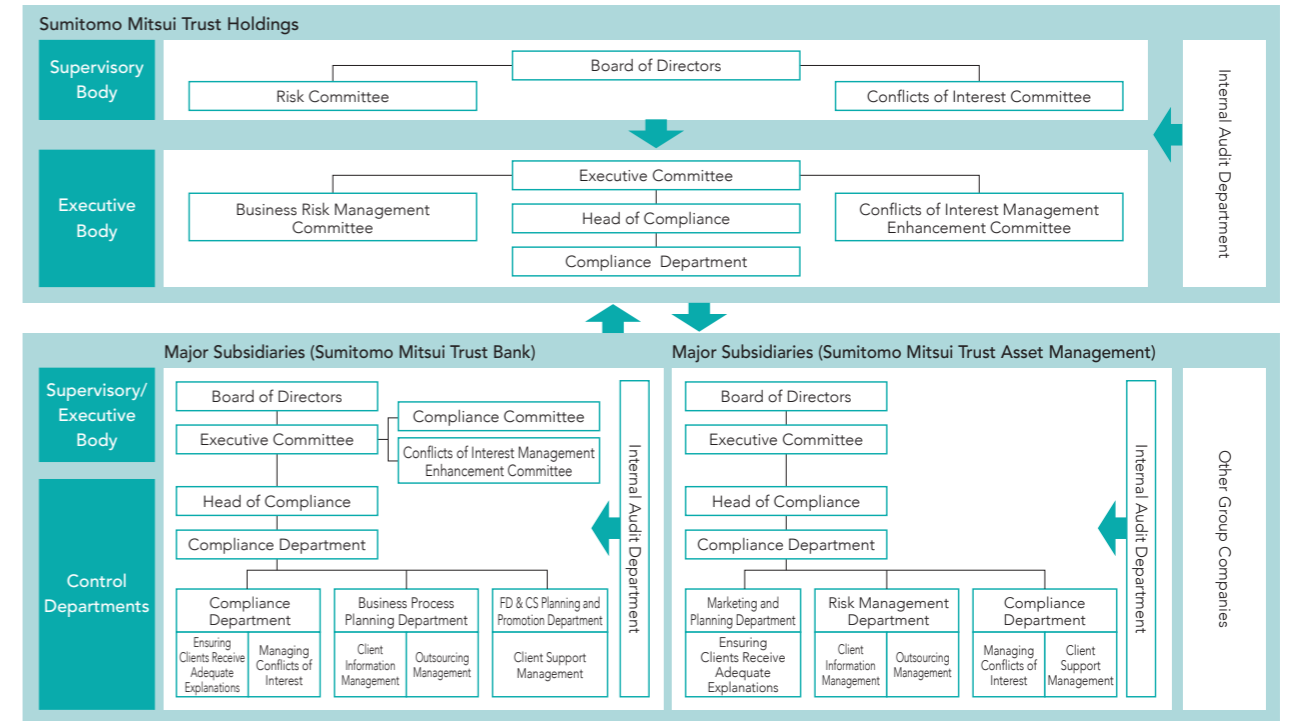 Sumitomo Mitsui Trust Holdings
Supervisory
Body
Board of Directors
Risk Committee
Conflicts of Interest Committee
Internal Audit Department
Executive
Body
Executive Committee
Business Risk Management
Committee
Head of Compliance
Conflicts of Interest Management
Enhancement Committee
Compliance Department
Major Subsidiaries (Sumitomo Mitsui Trust Bank)
Major Subsidiaries (Sumitomo Mitsui Trust Asset Management)
Supervisory/
Executive
Body
Control
Departments
Board of Directors
Executive Committee
Compliance Committee
Conflicts of Interest Management
Enhancement Committee
Head of Compliance
Compliance Department
Compliance
Department
Ensuring
Clients Receive
Adequate
Explanations
Managing
Conflicts of
Interest
Business Process
Planning Department
Client
Information
Management
Outsourcing
Management
FD & CS Planning and
Promotion Department
Client Support
Management
Internal Audit Department
Board of Directors
Executive Committee
Head of Compliance
Compliance Department
Marketing and
Planning Department
Ensuring
Clients Receive
Adequate
Explanations
Risk Management
Department
Client
Information
Management
Outsourcing
Management
Compliance
Department
Managing
Conflicts of
Interest
Client
Support
Management
Internal Audit Department
Other Group Companies